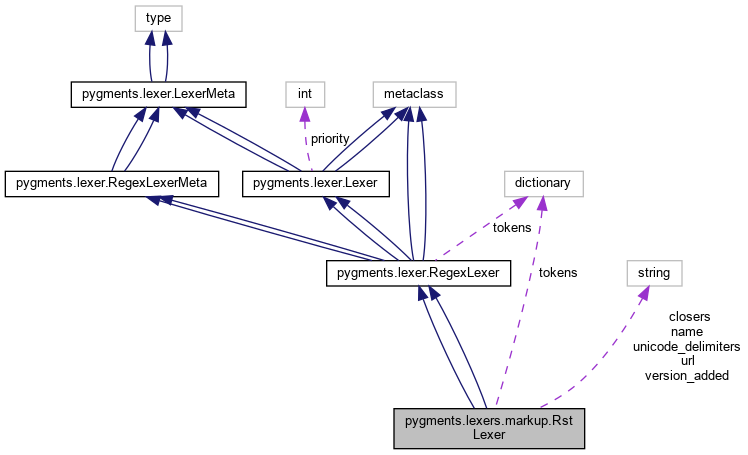 type
pygments.lexer.LexerMeta
int
metaclass
priority
pygments.lexer.RegexLexerMeta
pygments.lexer.Lexer
dictionary
tokens
pygments.lexer.RegexLexer
tokens
string
closers
name
unicode_delimiters
url
version_added
pygments.lexers.markup.Rst
Lexer